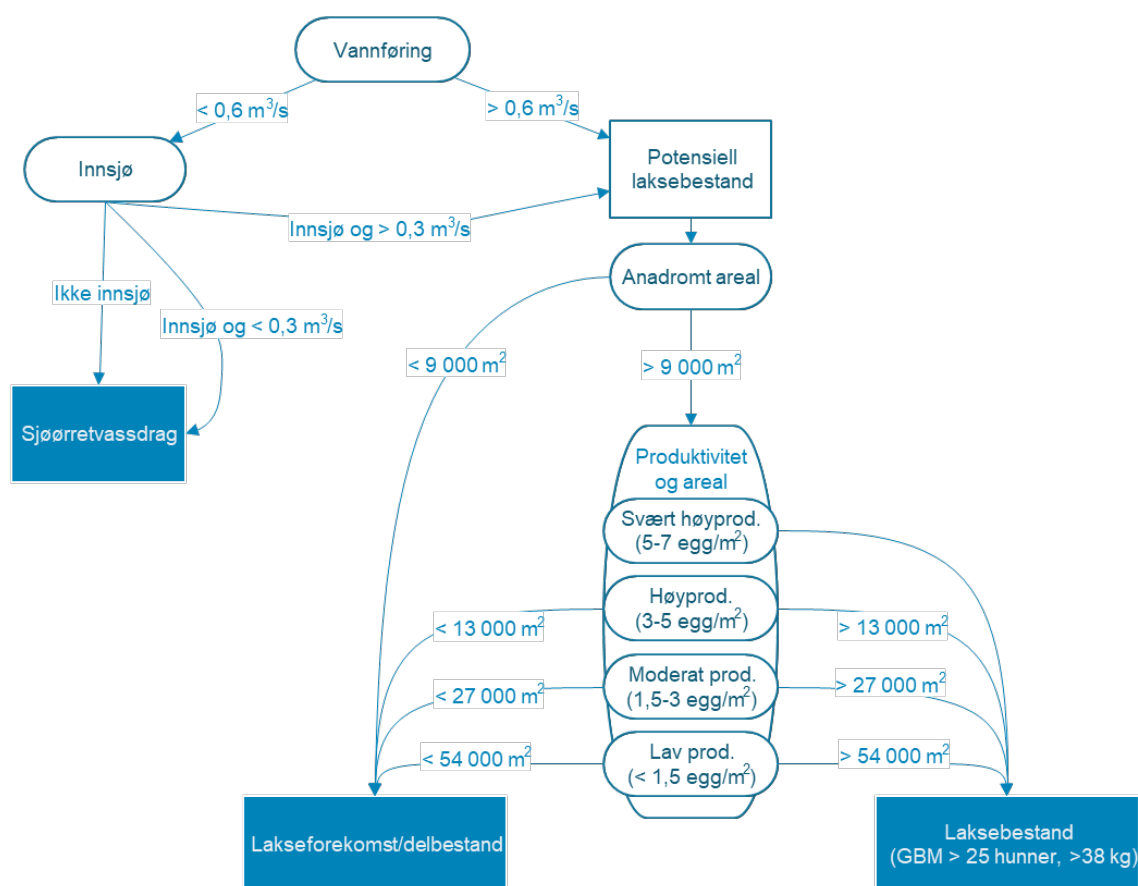 Vannføring
< 0,6 m³/s
> 0,6 m³/s
Innsjø
Potensiell
laksebestand
Innsjø og > 0,3 m³/s
Anadromt areal
Ikke innsjø
Innsjø og < 0,3 m³/s
< 9 000 m²
> 9 000 m²
Sjøørretvassdrag
Produktivitet
og areal
Svært høyprod.
(5-7 egg/m²)
Høyprod.
(3-5 egg/m²)
< 13 000 m²
> 13 000 m²
Moderat prod.
(1,5-3 egg/m²)
< 27 000 m²
> 27 000 m²
Lav prod.
(< 1,5 egg/m²)
< 54 000 m²
> 54 000 m²
Lakseforekomst/delbestand
Laksebestand
(GBM > 25 hunner, >38 kg)